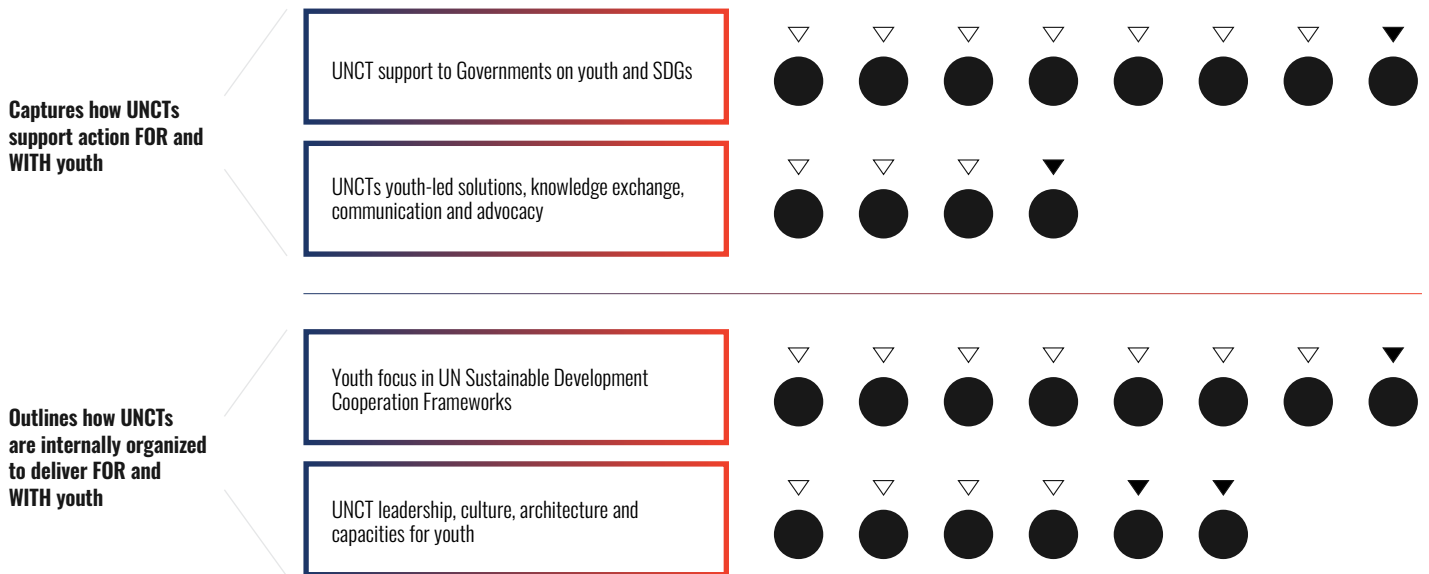 Captures how UNCTs
support action FOR and
WITH youth
UNCT support to Governments on youth and SDGs
UNCTs youth-led solutions, knowledge exchange,
communication and advocacy
Outlines how UNCTs
are internally organized
to deliver FOR and
WITH youth
Youth focus in UN Sustainable Development
Cooperation Frameworks
UNCT leadership, culture, architecture and
capacities for youth